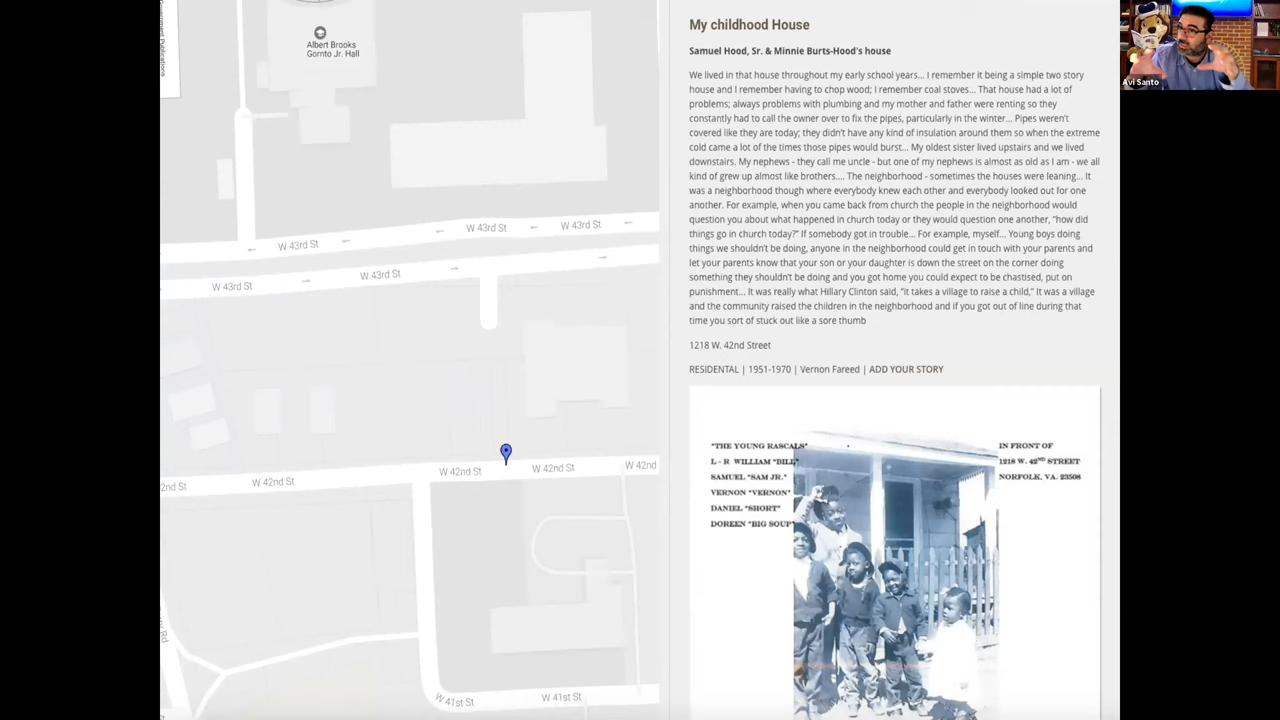 Government Publications
Albert Brooks
Gornto Jr. Hall
W 43rd St
W 43rd St
W 43rd St
W 43rd St
W 43rd St
2nd St
W 42nd St
W 42nd St
W 42nd St
W 42nd
W 41st St
W 41st St
My childhood House
Samuel Hood, Sr. & Minnie Burts-Hood's house
We lived in that house throughout my early school years... I remember it being a simple two story
house and I remember having to chop wood; I remember coal stoves... That house had a lot of
problems; always problems with plumbing and my mother and father were renting so they
constantly had to call the owner over to fix the pipes, particularly in the winter... Pipes weren't
covered like they are today; they didn't have any kind of insulation around them so when the extreme
cold came a lot of the times those pipes would burst... My oldest sister lived upstairs and we lived
downstairs. My nephews - they call me uncle - but one of my nephews is almost as old as I am - we all
kind of grew up almost like brothers.... The neighborhood - sometimes the houses were leaning... It
was a neighborhood though where everybody knew each other and everybody looked out for one
another. For example, when you came back from church the people in the neighborhood would
question you about what happened in church today or they would question one another, "how did
things go in church today?" If somebody got in trouble... For example, myself... Young boys doing
things we shouldn't be doing, anyone in the neighborhood could get in touch with your parents and
let your parents know that your son or your daughter is down the street on the corner doing
something they shouldn't be doing and you got home you could expect to be chastised, put on
punishment... It was really what Hillary Clinton said, "it takes a village to raise a child," It was a village
and the community raised the children in the neighborhood and if you got out of line during that
time you sort of stuck out like a sore thumb
1218 W. 42nd Street
RESIDENTAL | 1951-1970 | Vernon Fareed | ADD YOUR STORY
"THE YOUNG RASCALS"
L – R WILLIAM "BILL"
SAMUEL "SAM JR."
VERNON "VERNON"
DANIEL "SHORT"
DOREEN "BIG SOUP"
IN FRONT OF
1218 W. 42ND STREET
NORFOLK, VA. 23508
Avi Santo